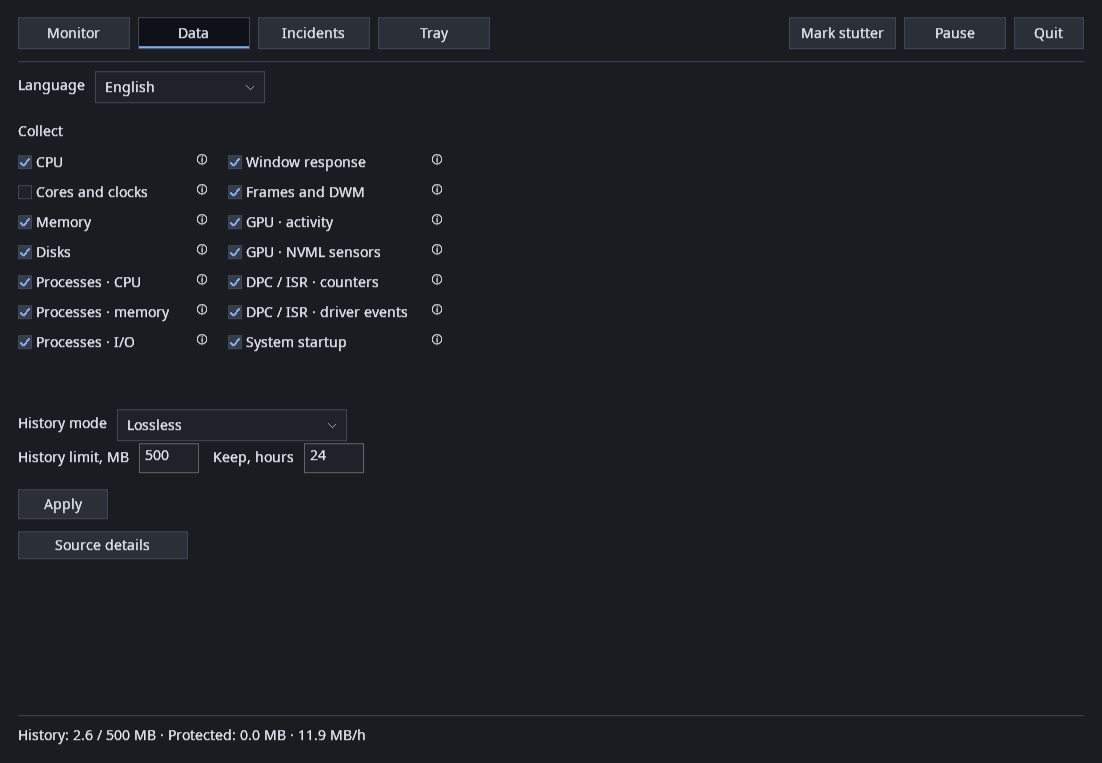 Monitor Data Incidents Tray Mark stutter Pause Quit
Language English
Collect
CPU Window response
Cores and clocks Frames and DWM
Memory GPU · activity
Disks GPU · NVML sensors
Processes · CPU DPC / ISR · counters
Processes · memory DPC / ISR · driver events
Processes · I/O System startup
History mode Lossless
History limit, MB 500 Keep, hours 24
Apply
Source details
History: 2.6 / 500 MB · Protected: 0.0 MB · 11.9 MB/h